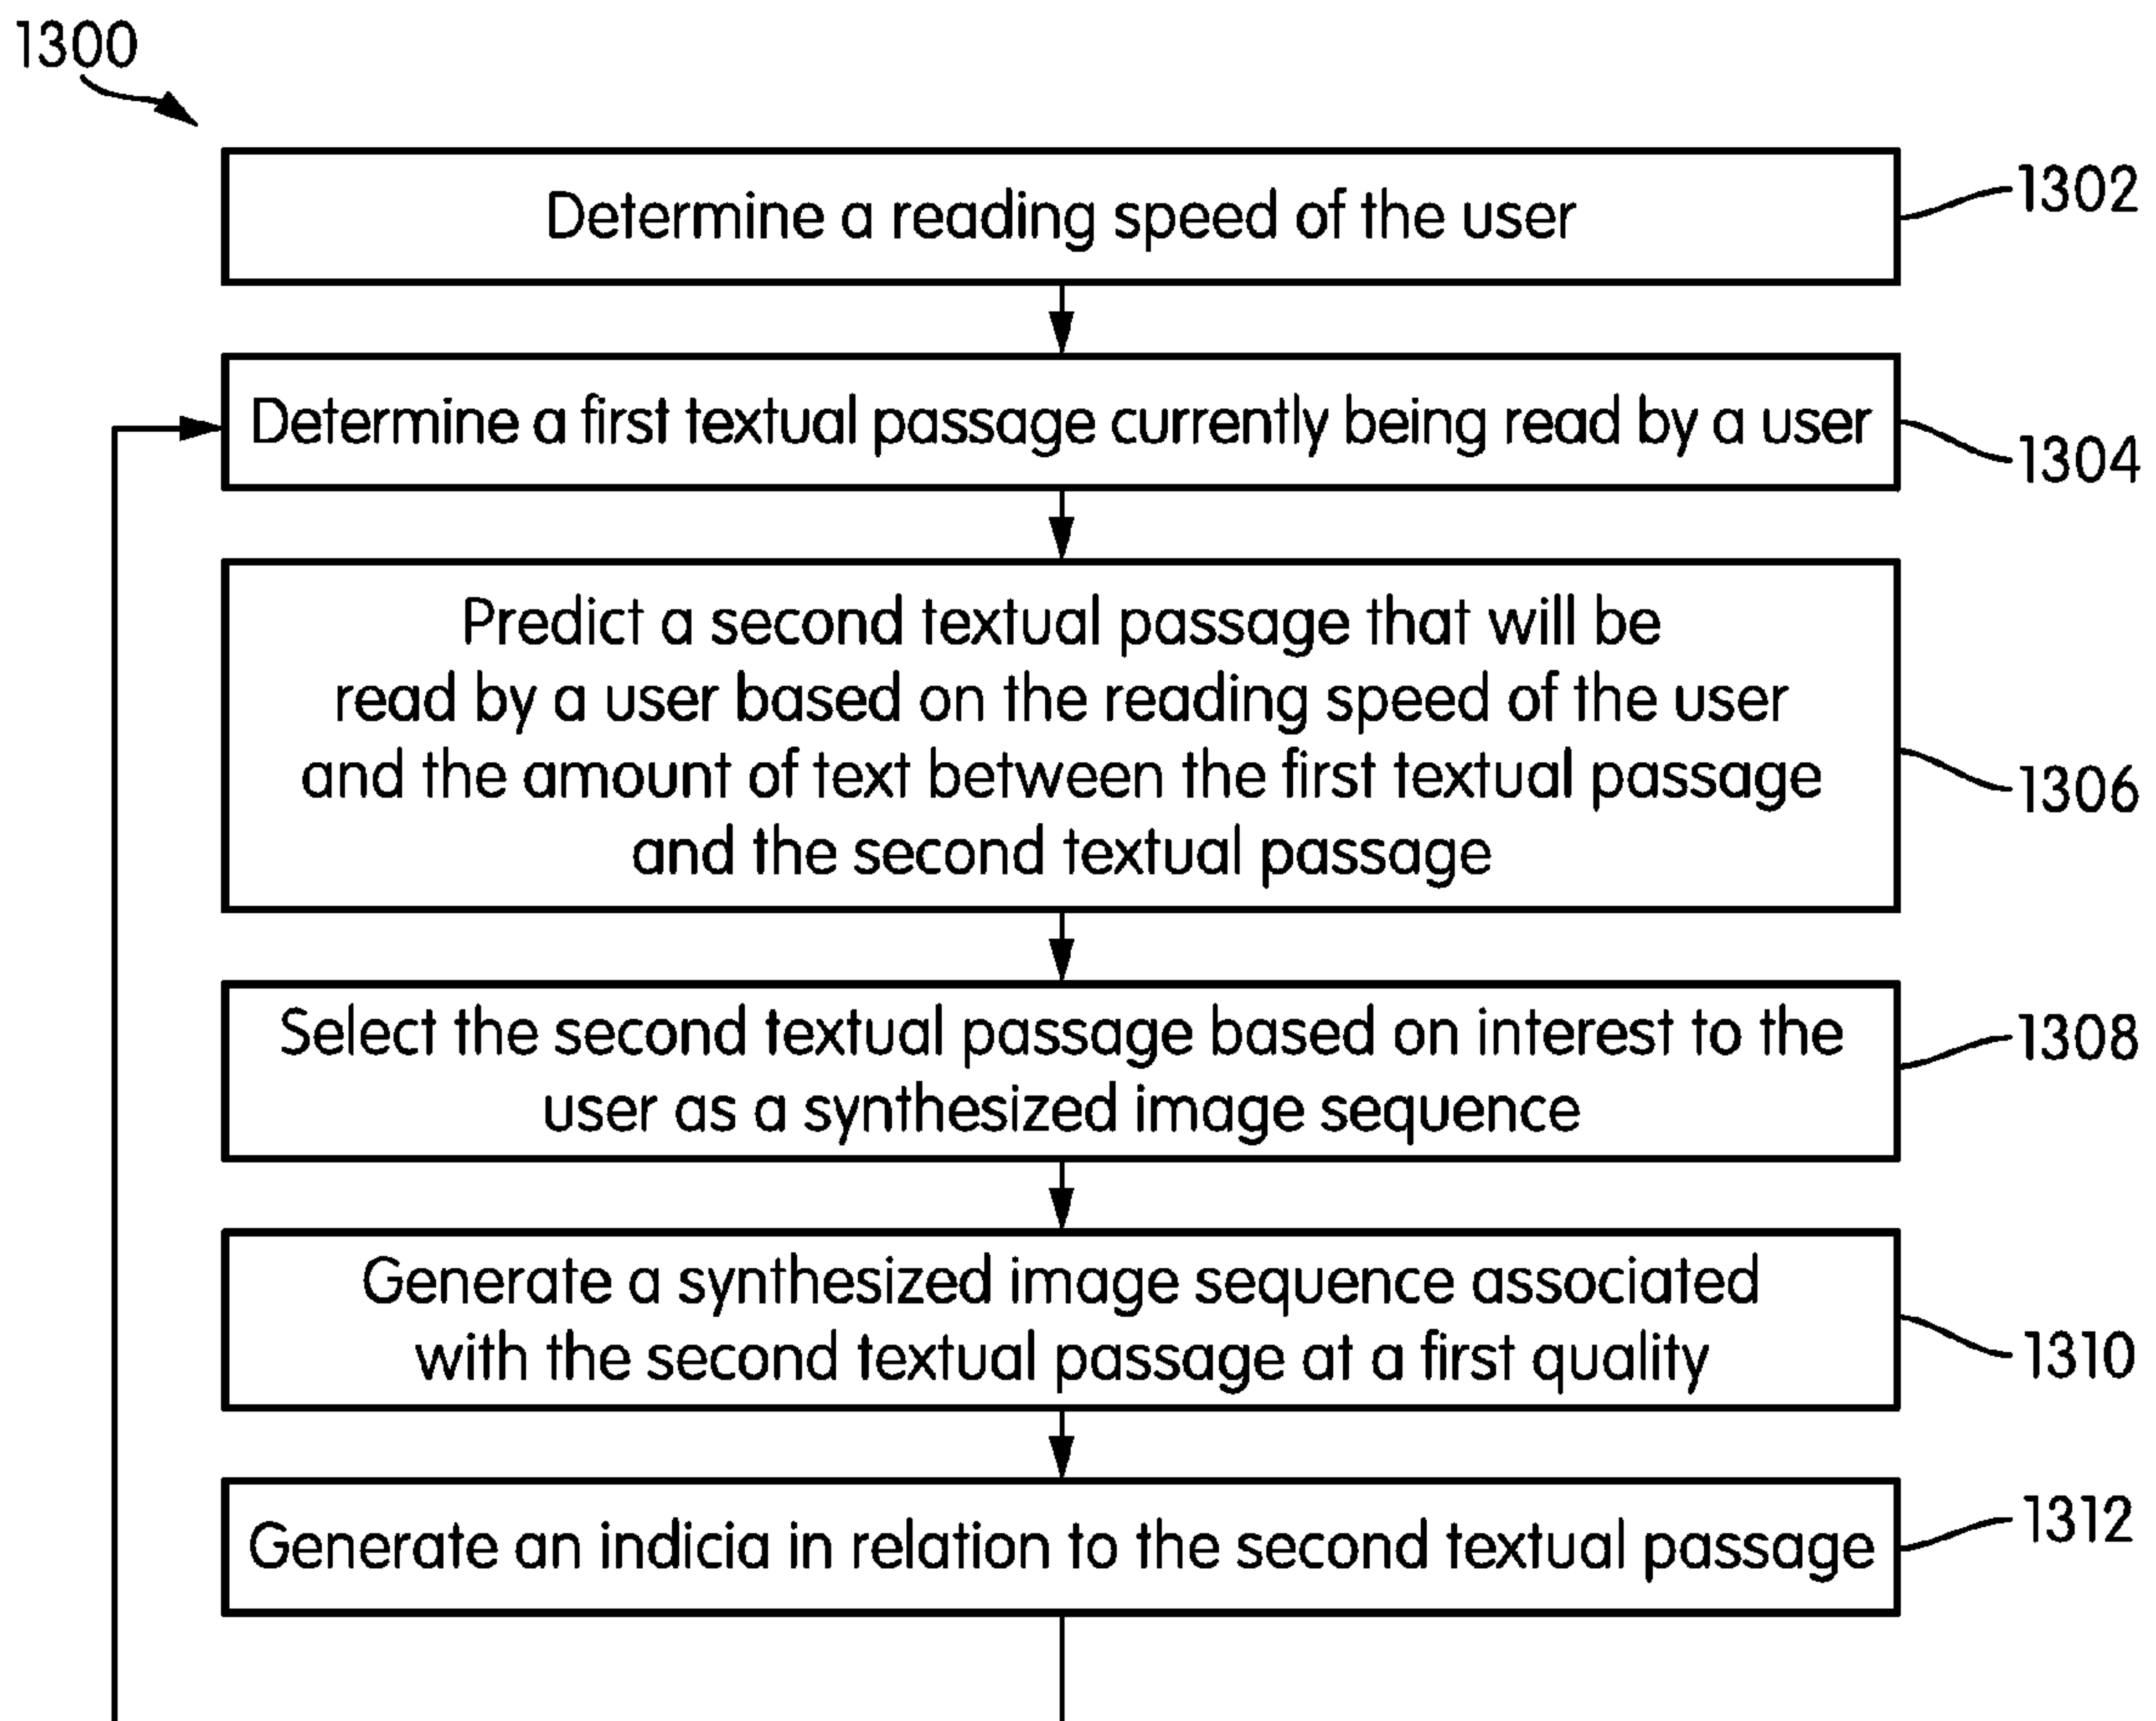 1300
Determine a reading speed of the user
1302
Determine a first textual passage currently being read by a user
1304
Predict a second textual passage that will be
read by a user based on the reading speed of the user
and the amount of text between the first textual passage
and the second textual passage
1306
Select the second textual passage based on interest to the
user as a synthesized image sequence
1308
Generate a synthesized image sequence associated
with the second textual passage at a first quality
1310
Generate an indicia in relation to the second textual passage
1312